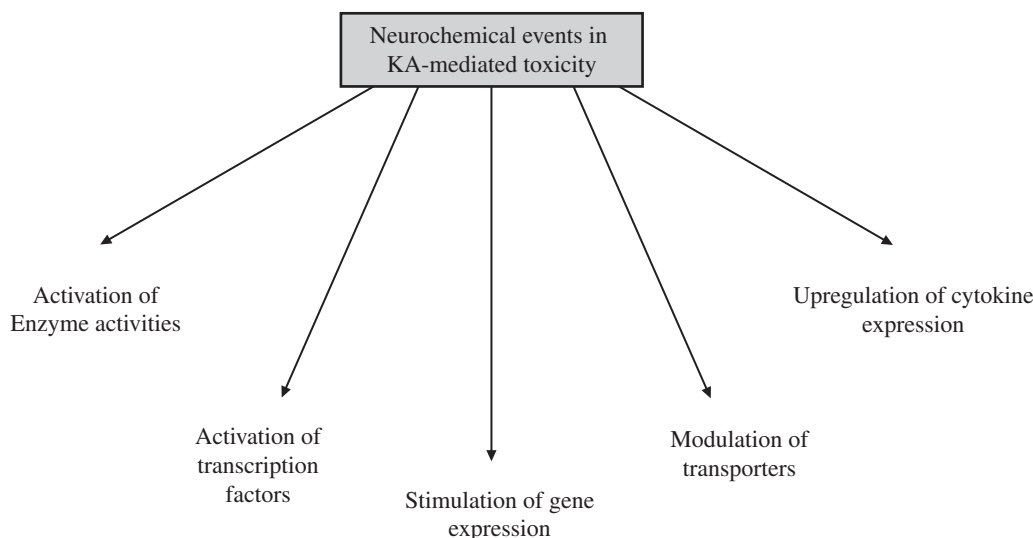 Neurochemical events in
KA-mediated toxicity
Activation of
Enzyme activities
Activation of
transcription
factors
Stimulation of gene
expression
Modulation of
transporters
Upregulation of cytokine
expression